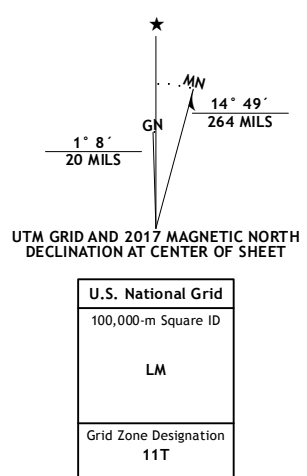 ★
MN
GN
14° 49´
264 MILS
1° 8´
20 MILS
UTM GRID AND 2017 MAGNETIC NORTH
DECLINATION AT CENTER OF SHEET
U.S. National Grid
100,000-m Square ID
LM
Grid Zone Designation
11T